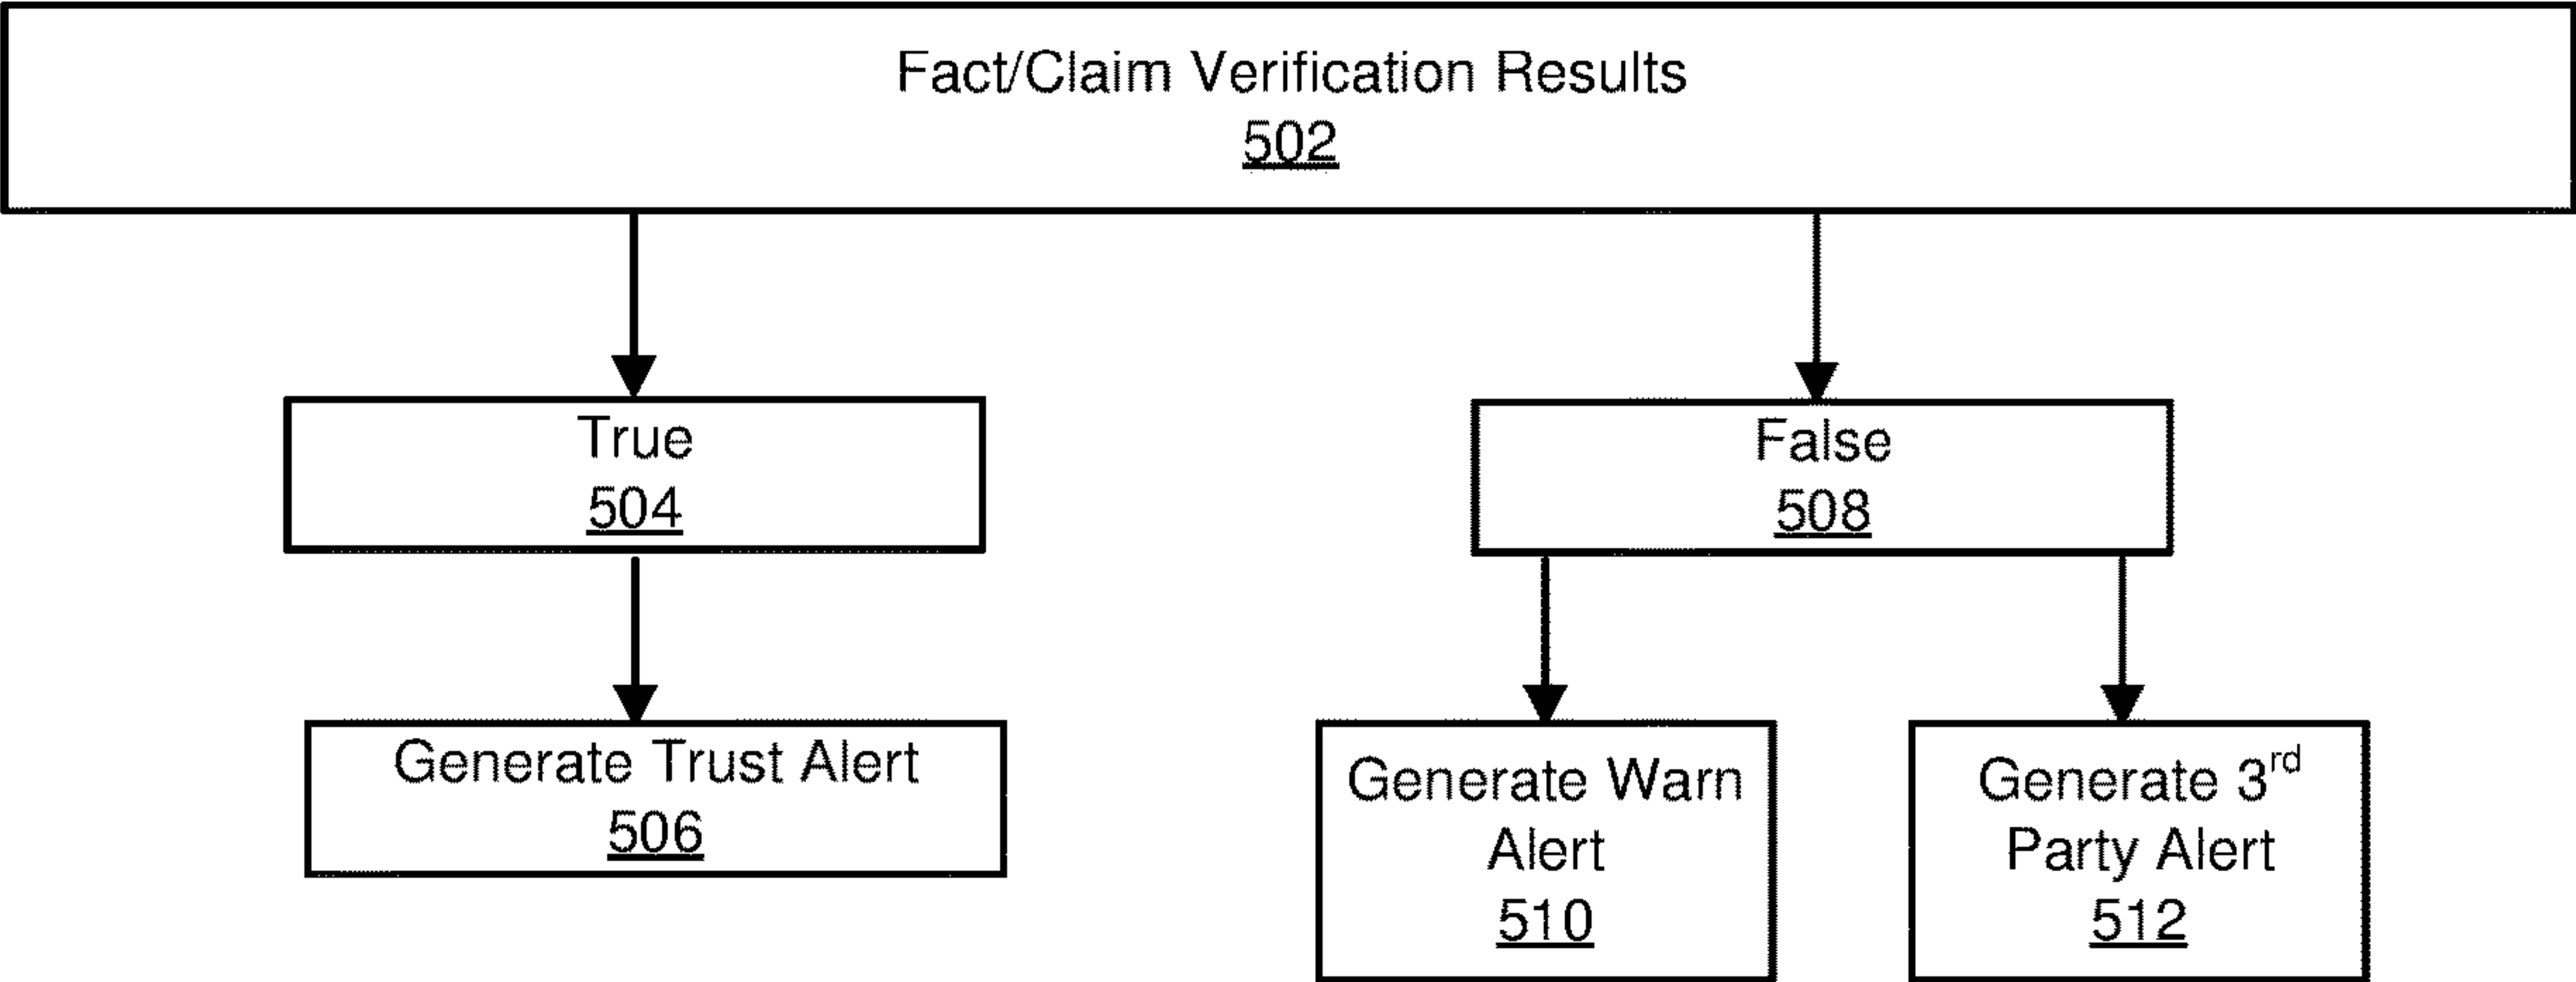 Fact/Claim Verification Results
502
True
504
False
508
Generate Trust Alert
506
Generate Warn
Alert
510
Generate 3rd
Party Alert
512